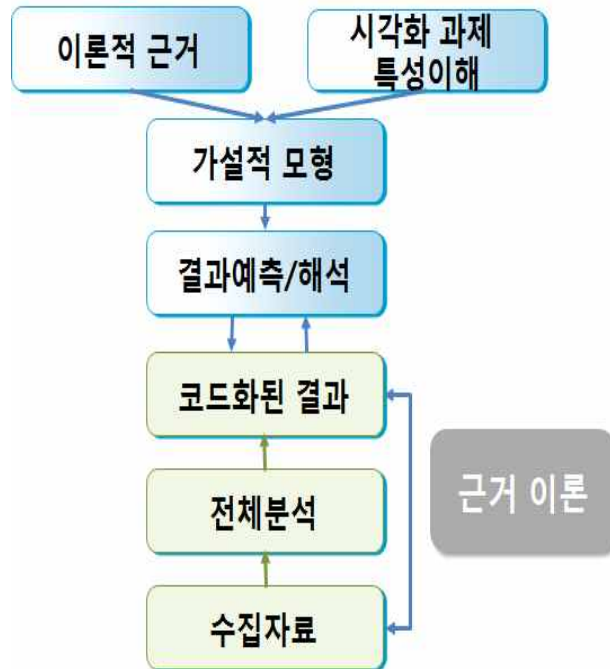 이론적 근거
시각화 과제
특성이해
가설적 모형
결과예측/해석
코드화된 결과
전체분석
근거 이론
수집자료